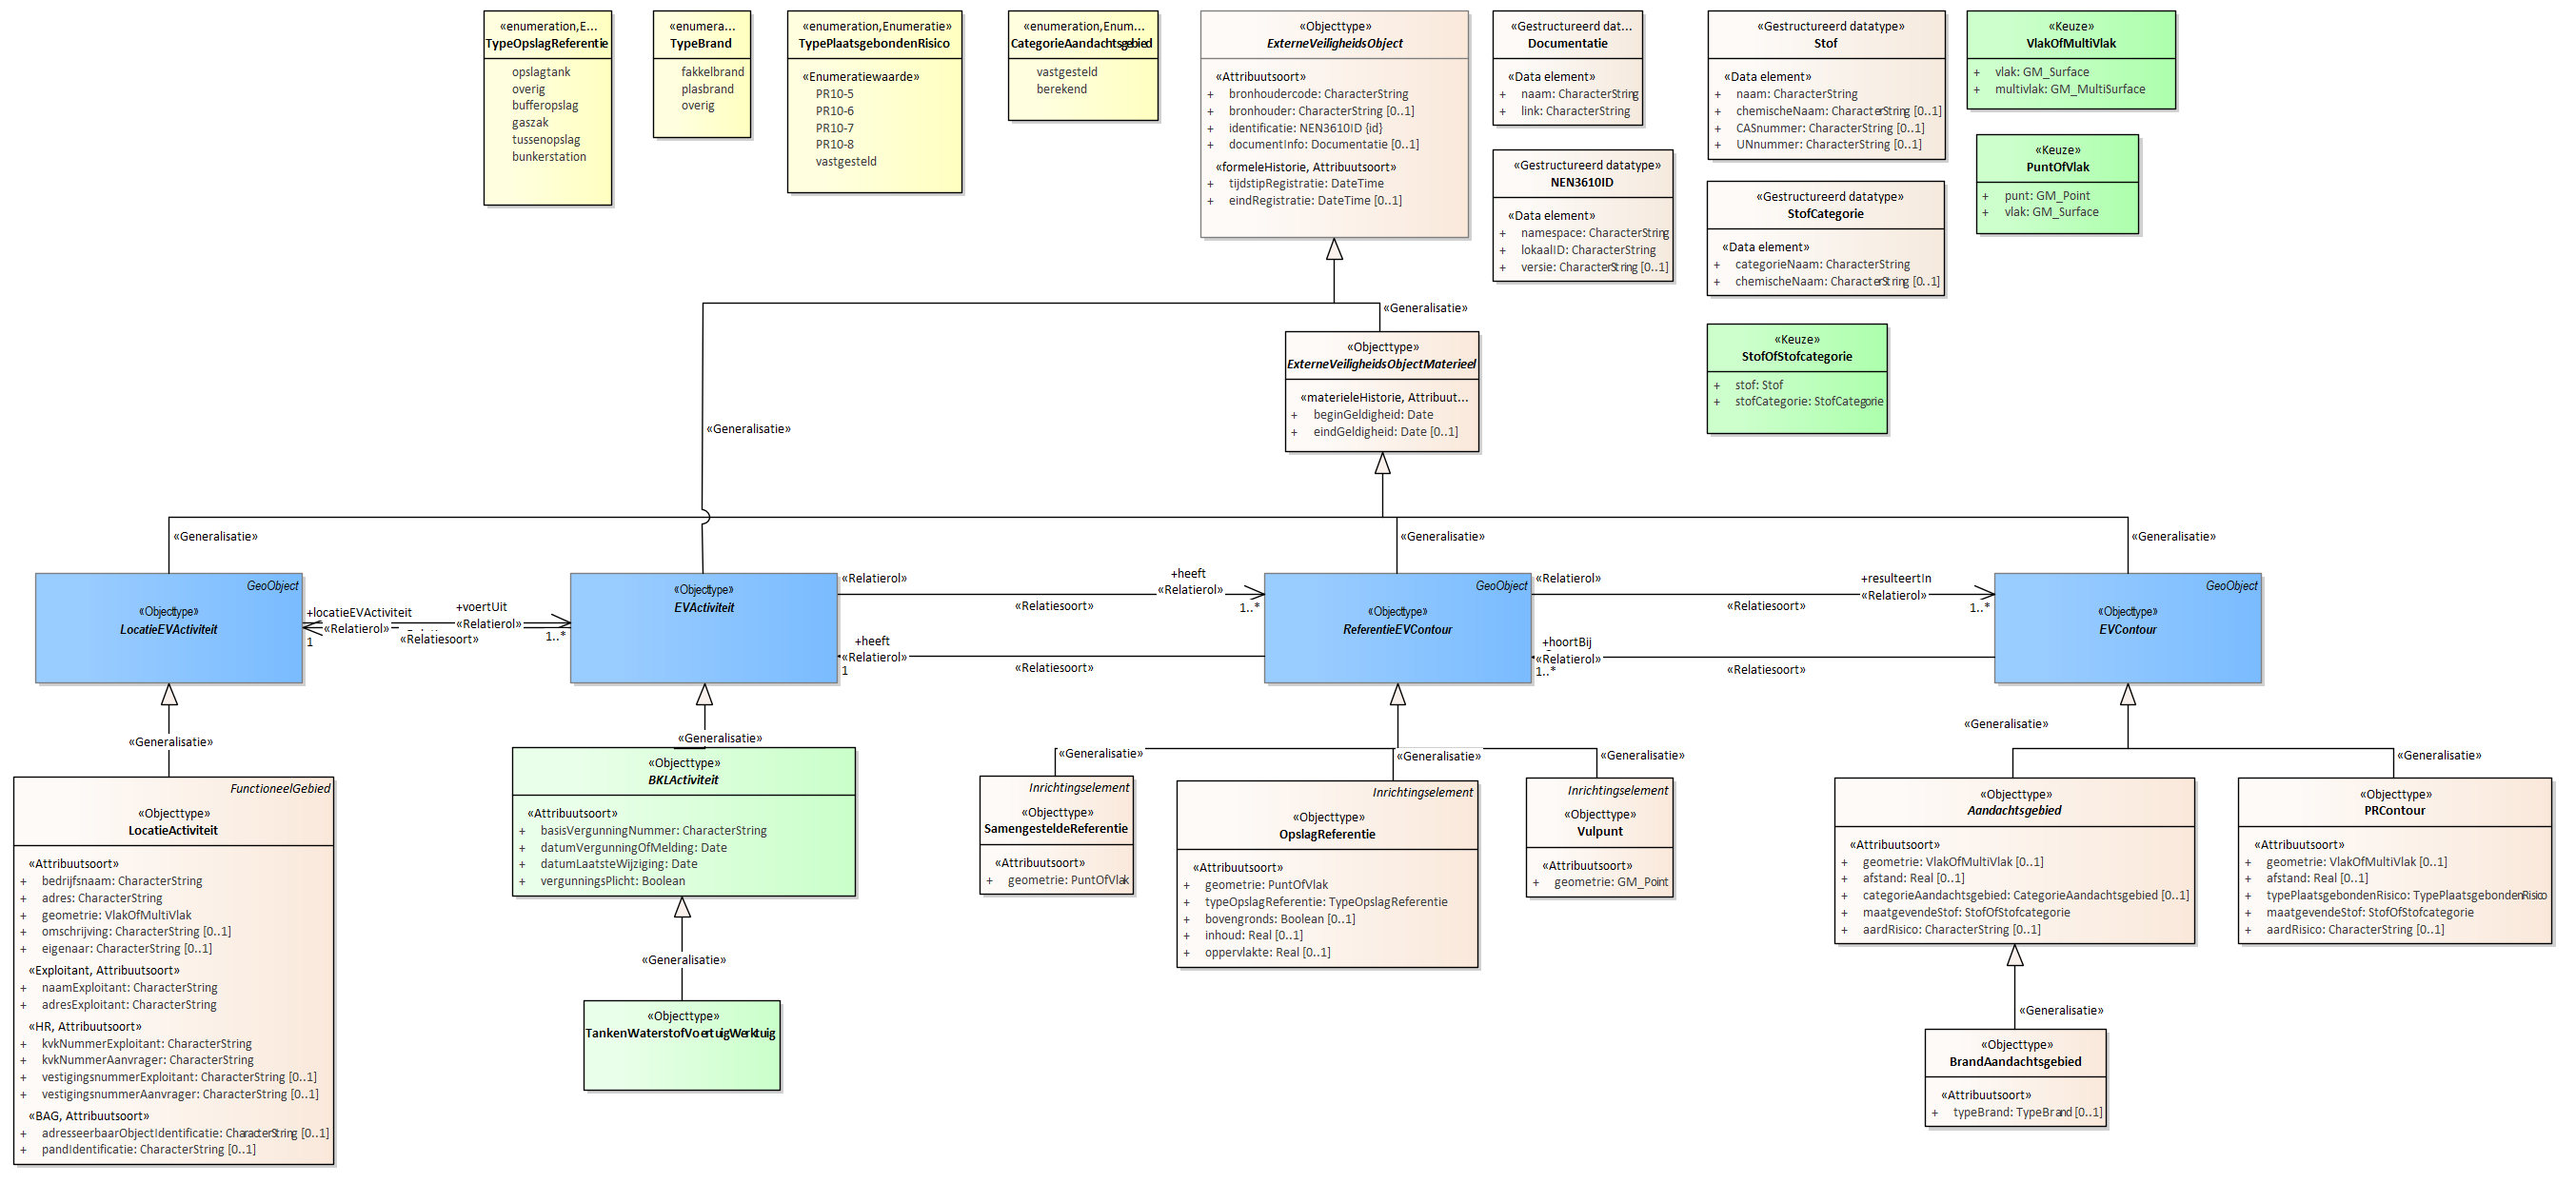 «enumeration,E...
TypeOpslagReferentie
opslagtank
overig
bufferopslag
gaszak
tussenopslag
bunkerstation
«enumera...
TypeBrand
fakkelbrand
plasbrand
overig
«enumeration,Enumeratie»
TypePlaatsgebondenRisico
«Enumeratiewaarde»
PR10-5
PR10-6
PR10-7
PR10-8
vastgesteld
«enumeration,Enum...
CategorieAandachtsgebied
vastgesteld
berekend
«Objecttype»
ExterneVeiligheidsObject
«Attribuutsoort»
+ bronhoudercode: CharacterString
+ bronhouder: CharacterString [0..1]
+ identificatie: NEN3610ID {id}
+ documentInfo: Documentatie [0..1]
«formeleHistorie, Attribuutsoort»
+ tijdstipRegistratie: DateTime
+ eindRegistratie: DateTime [0..1]
«Gestructureerd dat...
Documentatie
«Data element»
+ naam: CharacterString
+ link: CharacterString
«Gestructureerd datatype»
NEN3610ID
«Data element»
+ namespace: CharacterString
+ lokaalID: CharacterString
+ versie: CharacterString [0..1]
«Gestructureerd datatype»
Stof
«Data element»
+ naam: CharacterString
+ chemischeNaam: CharacterString [0..1]
+ CASnummer: CharacterString [0..1]
+ UNnummer: CharacterString [0..1]
«Gestructureerd datatype»
StofCategorie
«Data element»
+ categorieNaam: CharacterString
+ chemischeNaam: CharacterString [0..1]
«Keuze»
StofOfStofcategorie
+ stof: Stof
+ stofCategorie: StofCategorie
«Keuze»
VlakOfMultiVlak
+ vlak: GM_Surface
+ multivlak: GM_MultiSurface
«Keuze»
PuntOfVlak
+ punt: GM_Point
+ vlak: GM_Surface
«Generalisatie»
«Objecttype»
ExterneVeiligheidsObjectMaterieel
«materieleHistorie, Attribuut...
+ beginGeldigheid: Date
+ eindGeldigheid: Date [0..1]
«Generalisatie»
«Generalisatie»
«Generalisatie»
«Generalisatie»
GeoObject
«Objecttype»
LocatieEVActiviteit
+locatieEVActiviteit
«Relatierol»
1
+voertUit
«Relatierol»
«Relatiesoort»
1..*
«Objecttype»
EVActiviteit
«Relatierol»
+heeft
«Relatierol»
«Relatiesoort»
1..*
+heeft
«Relatierol»
1
«Relatiesoort»
GeoObject
«Objecttype»
ReferentieEVContour
«Relatierol»
+resulteertIn
«Relatierol»
«Relatiesoort»
1..*
+hoortBij
«Relatierol»
1..*
«Relatiesoort»
GeoObject
«Objecttype»
EVContour
«Generalisatie»
«Generalisatie»
«Generalisatie»
«Generalisatie»
«Generalisatie»
«Generalisatie»
«Generalisatie»
FunctioneelGebied
«Objecttype»
LocatieActiviteit
«Attribuutsoort»
+ bedrijfsnaam: CharacterString
+ adres: CharacterString
+ geometrie: VlakOfMultiVlak
+ omschrijving: CharacterString [0..1]
+ eigenaar: CharacterString [0..1]
«Exploitant, Attribuutsoort»
+ naamExploitant: CharacterString
+ adresExploitant: CharacterString
«HR, Attribuutsoort»
+ kvkNummerExploitant: CharacterString
+ kvkNummerAanvrager: CharacterString
+ vestigingsnummerExploitant: CharacterString [0..1]
+ vestigingsnummerAanvrager: CharacterString [0..1]
«BAG, Attribuutsoort»
+ adresseerbaarObjectIdentificatie: CharacterString [0..1]
+ pandIdentificatie: CharacterString [0..1]
«Objecttype»
BKLActiviteit
«Attribuutsoort»
+ basisVergunningNummer: CharacterString
+ datumVergunningOfMelding: Date
+ datumLaatsteWijziging: Date
+ vergunningsPlicht: Boolean
«Generalisatie»
«Objecttype»
TankenWaterstofVoertuigWerktuig
Inrichtingselement
«Objecttype»
SamengesteldeReferentie
«Attribuutsoort»
+ geometrie: PuntOfVlak
Inrichtingselement
«Objecttype»
OpslagReferentie
«Attribuutsoort»
+ geometrie: PuntOfVlak
+ typeOpslagReferentie: TypeOpslagReferentie
+ bovengronds: Boolean [0..1]
+ inhoud: Real [0..1]
+ oppervlakte: Real [0..1]
Inrichtingselement
«Objecttype»
Vulpunt
«Attribuutsoort»
+ geometrie: GM_Point
«Objecttype»
Aandachtsgebied
«Attribuutsoort»
+ geometrie: VlakOfMultiVlak [0..1]
+ afstand: Real [0..1]
+ categorieAandachtsgebied: CategorieAandachtsgebied [0..1]
+ maatgevendeStof: StofOfStofcategorie
+ aardRisico: CharacterString [0..1]
«Objecttype»
PRContour
«Attribuutsoort»
+ geometrie: VlakOfMultiVlak [0..1]
+ afstand: Real [0..1]
+ typePlaatsgebondenRisico: TypePlaatsgebondenRisico
+ maatgevendeStof: StofOfStofcategorie
+ aardRisico: CharacterString [0..1]
«Generalisatie»
«Objecttype»
BrandAandachtsgebied
«Attribuutsoort»
+ typeBrand: TypeBrand [0..1]